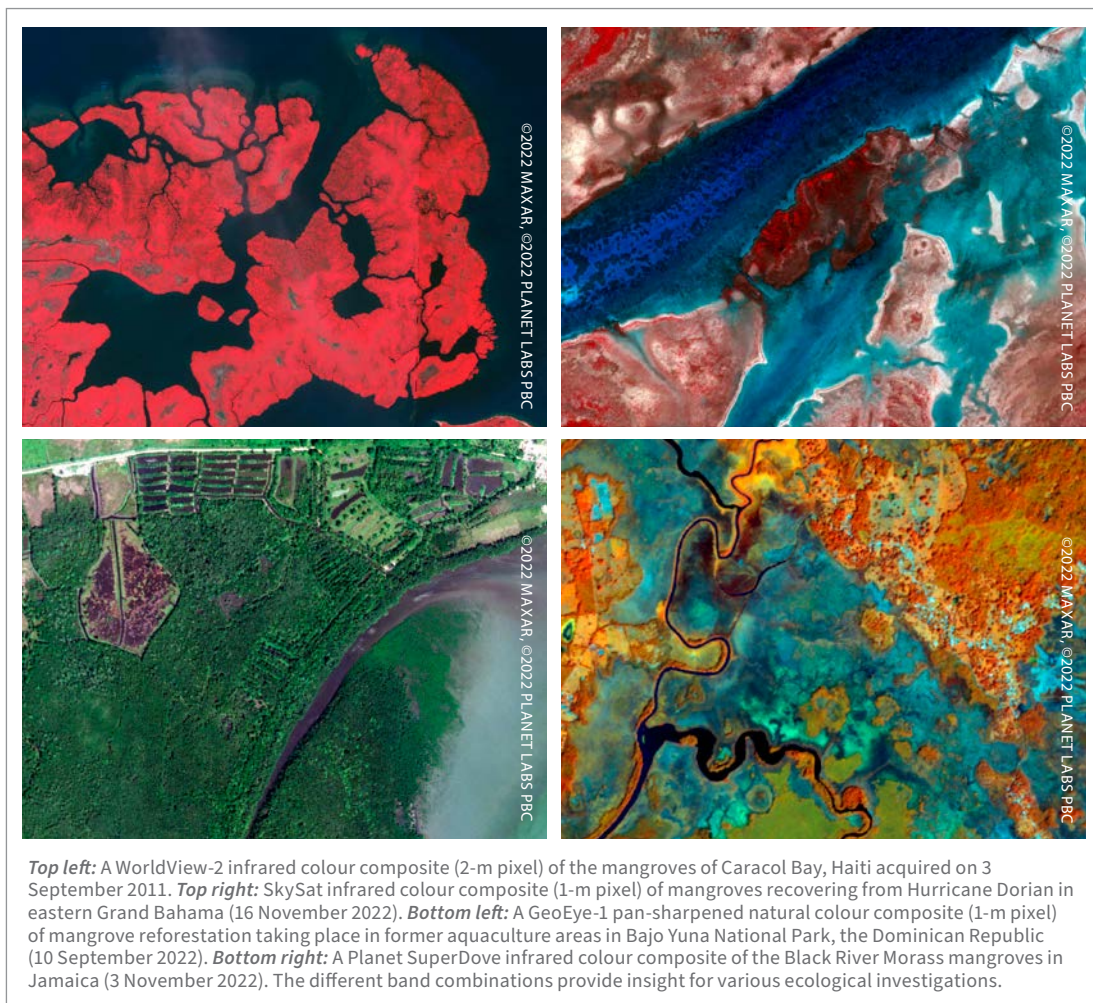 ©2022 MAXAR, ©2022 PLANET LABS PBC
©2022 MAXAR, ©2022 PLANET LABS PBC
©2022 MAXAR, ©2022 PLANET LABS PBC
©2022 MAXAR, ©2022 PLANET LABS PBC
Top left: A WorldView-2 infrared colour composite (2-m pixel) of the mangroves of Caracol Bay, Haiti acquired on 3
September 2011. Top right: SkySat infrared colour composite (1-m pixel) of mangroves recovering from Hurricane Dorian in
eastern Grand Bahama (16 November 2022). Bottom left: A GeoEye-1 pan-sharpened natural colour composite (1-m pixel)
of mangrove reforestation taking place in former aquaculture areas in Bajo Yuna National Park, the Dominican Republic
(10 September 2022). Bottom right: A Planet SuperDove infrared colour composite of the Black River Morass mangroves in
Jamaica (3 November 2022). The different band combinations provide insight for various ecological investigations.